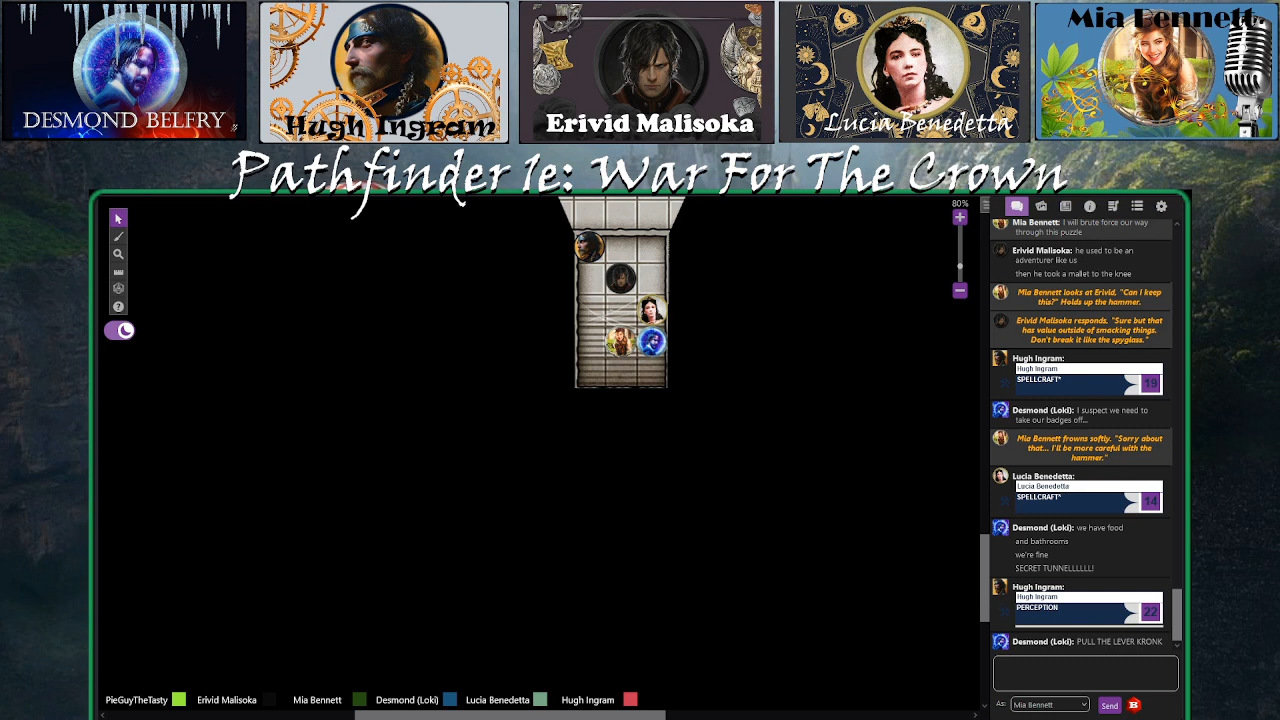 DESMOND BELFRY
Hugh Ingram
Erivid Malisoka
Lucia Benedetta
Mia Bennett
Pathfinder 1e: War For The Crown
80%
Mia Bennett: I will brute force our way
through this puzzle
Erivid Malisoka: he used to be an
adventurer like us
then he took a mallet to the knee
Mia Bennett looks at Erivid, "Can I keep
this?" Holds up the hammer.
Erivid Malisoka responds, "Sure but that
has value outside of smacking things.
Don't break it like the spyglass."
Hugh Ingram:
Hugh Ingram
SPELLCRAFT* 19
Desmond (Loki): I suspect we need to
take our badges off...
Mia Bennett frowns softly. "Sorry about
that... I'll be more careful with the
hammer."
Lucia Benedetta:
Lucia Benedetta
SPELLCRAFT* 14
Desmond (Loki): we have food
and bathrooms
we're fine
SECRET TUNNELLLLLL!
Hugh Ingram:
Hugh Ingram
PERCEPTION 22
Desmond (Loki): PULL THE LEVER KRONK
As: Mia Bennett Send B
PieGuyTheTasty Erivid Malisoka Mia Bennett Desmond (Loki) Lucia Benedetta Hugh Ingram